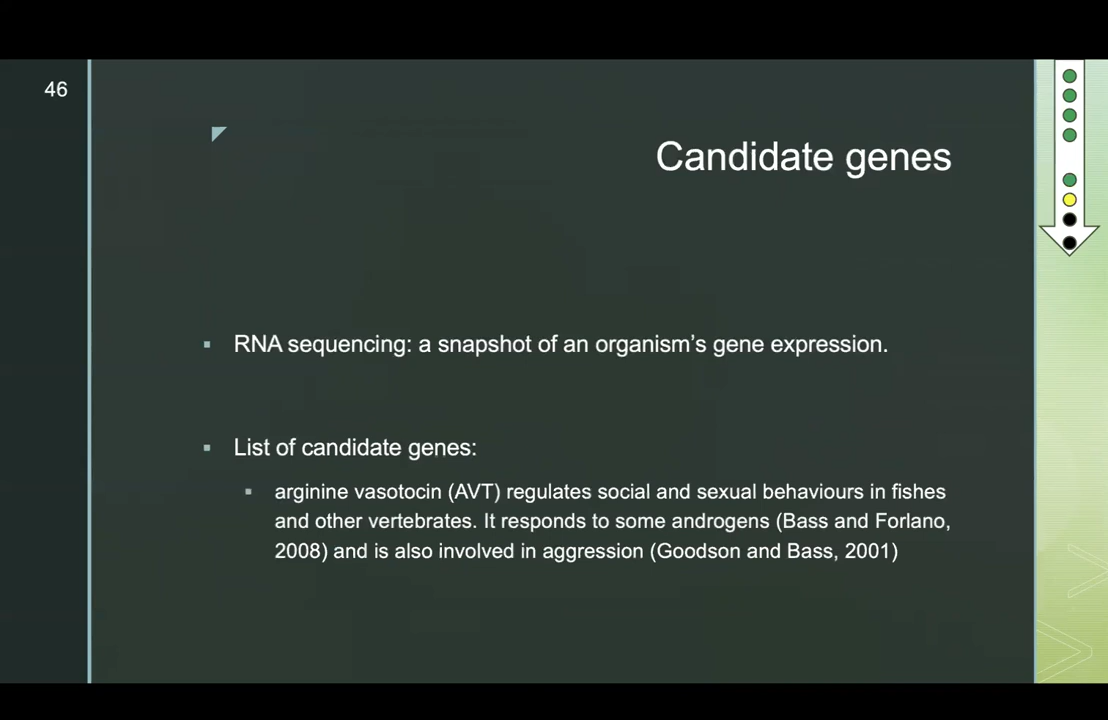 46
Candidate genes
RNA sequencing: a snapshot of an organism’s gene expression.
List of candidate genes:
arginine vasotocin (AVT) regulates social and sexual behaviours in fishes
and other vertebrates. It responds to some androgens (Bass and Forlano,
2008) and is also involved in aggression (Goodson and Bass, 2001)